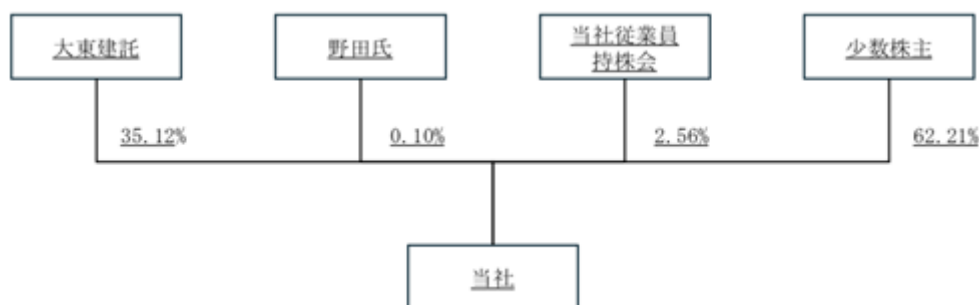 大東建託
野田氏
当社従業員
持株会
少数株主
35.12%
0.10%
2.56%
62.21%
当社